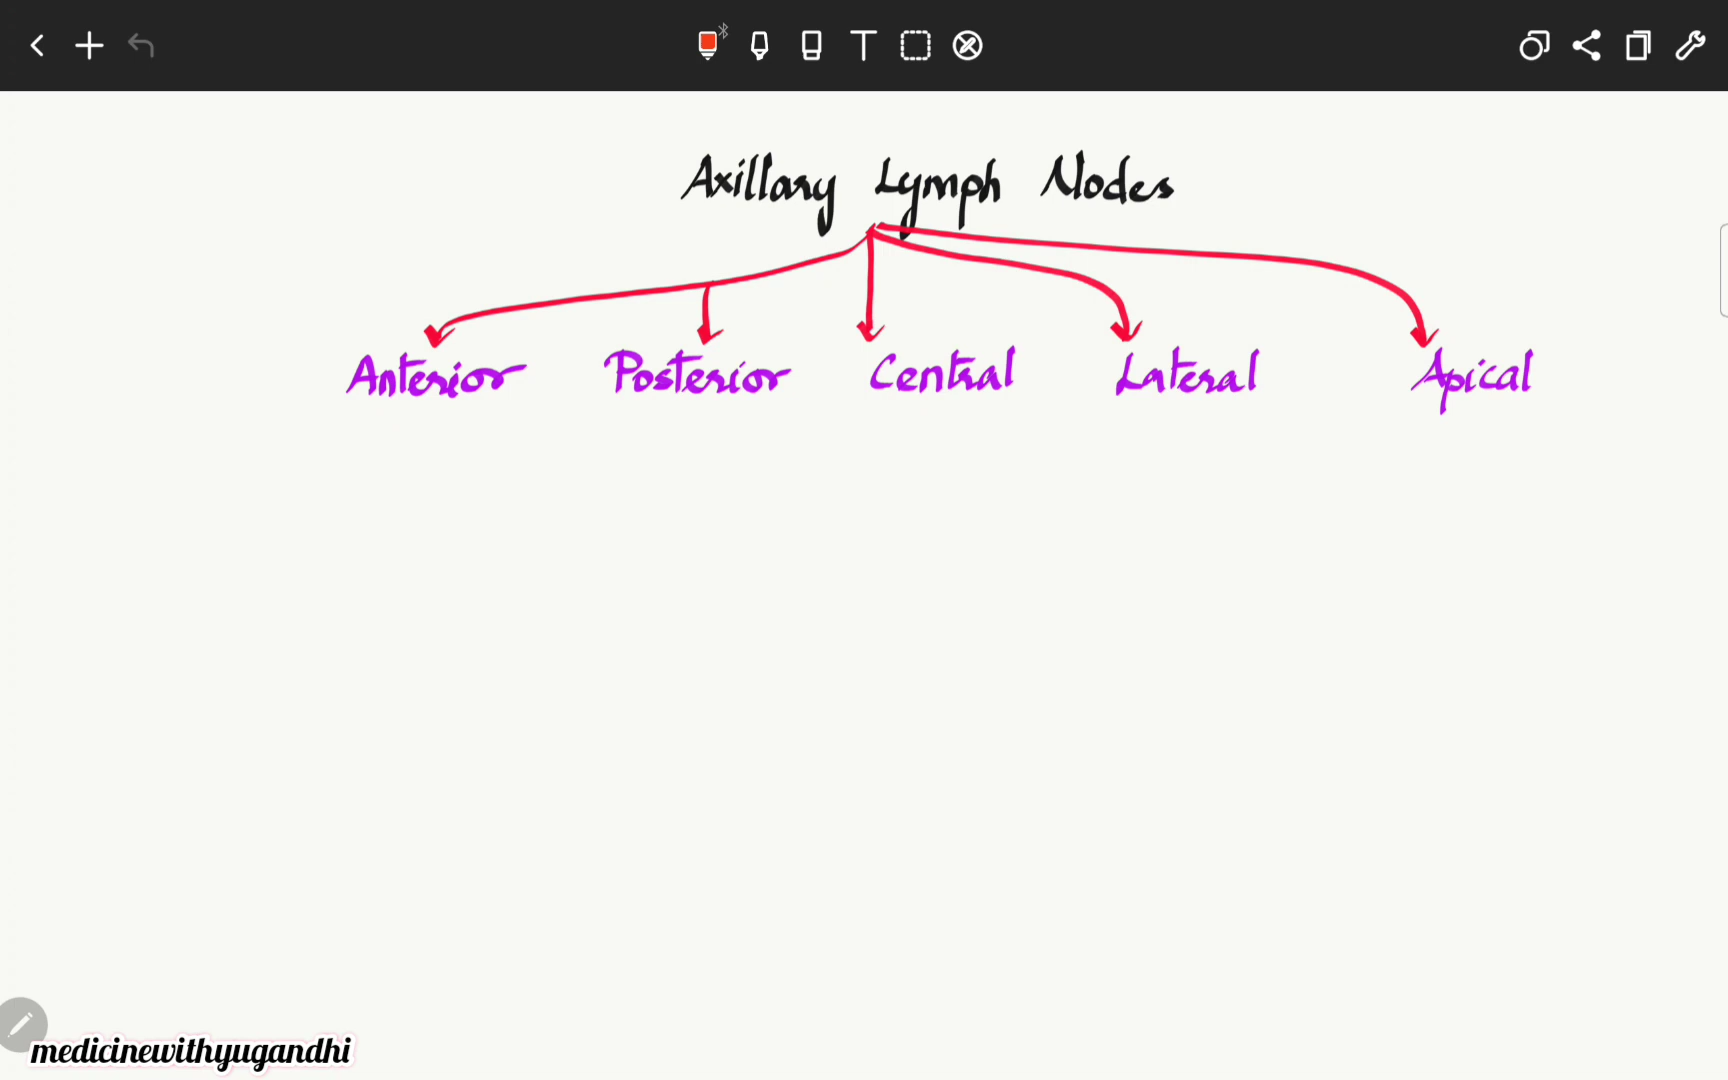 Axillary Lymph Nodes
Anterior Posterior Central Lateral Apical
medicinewithyugandhi